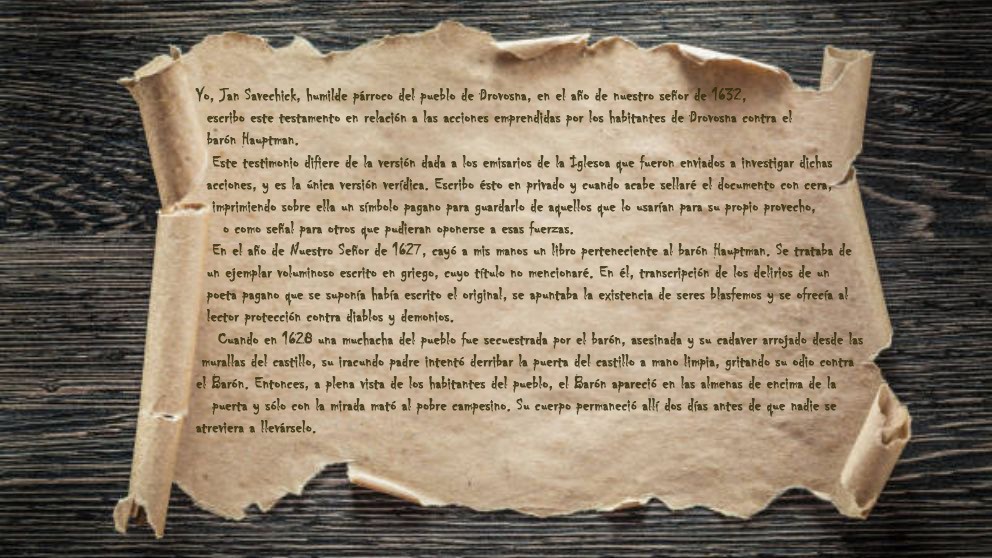 Yo, Jan Savechick, humilde párroco del pueblo de Drovosna, en el año de nuestro señor de 1632,
escribo este testamento en relación a las acciones emprendidas por los habitantes de Drovosna contra el
barón Hauptman.
Este testimonio difiere de la versión dada a los emisarios de la Iglesoa que fueron enviados a investigar dichas
acciones, y es la única versión verídica. Escribo ésto en privado y cuando acabe sellaré el documento con cera,
imprimiendo sobre ella un símbolo pagano para guardarlo de aquellos que lo usarían para su propio provecho,
o como señal para otros que pudieran oponerse a esas fuerzas.
En el año de Nuestro Señor de 1627, cayó a mis manos un libro perteneciente al barón Hauptman. Se trataba de
un ejemplar voluminoso escrito en griego, cuyo título no mencionaré. En él, transcripción de los delirios de un
poeta pagano que se suponía había escrito el original, se apuntaba la existencia de seres blasfemos y se ofrecía al
lector protección contra diablos y demonios.
Cuando en 1628 una muchacha del pueblo fue secuestrada por el barón, asesinada y su cadaver arrojado desde las
murallas del castillo, su iracundo padre intentó derribar la puerta del castillo a mano limpia, gritando su odio contra
el Barón. Entonces, a plena vista de los habitantes del pueblo, el Barón apareció en las almenas de encima de la
puerta y sólo con la mirada mató al pobre campesino. Su cuerpo permaneció allí dos días antes de que nadie se
atreviera a llevárselo.